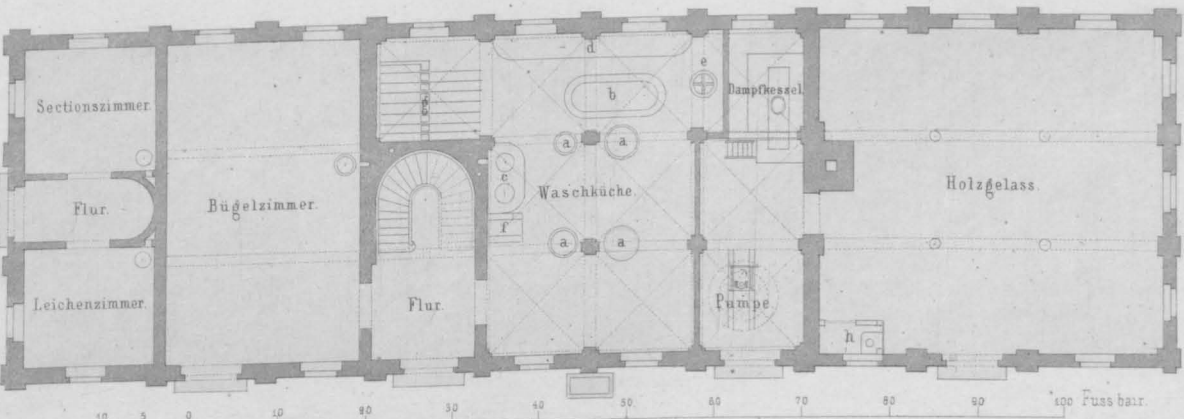 Sectionszimmer.
Flur.
Leichenzimmer.
Bügelzimmer.
g
Flur.
d
b
e
a a
c
Waschküche.
f
a a
Dampfkessel.
Pumpe
Holzgelass.
h
10 5 0 10 20 30 40 50 60 70 80 90 100 Fuss bair.